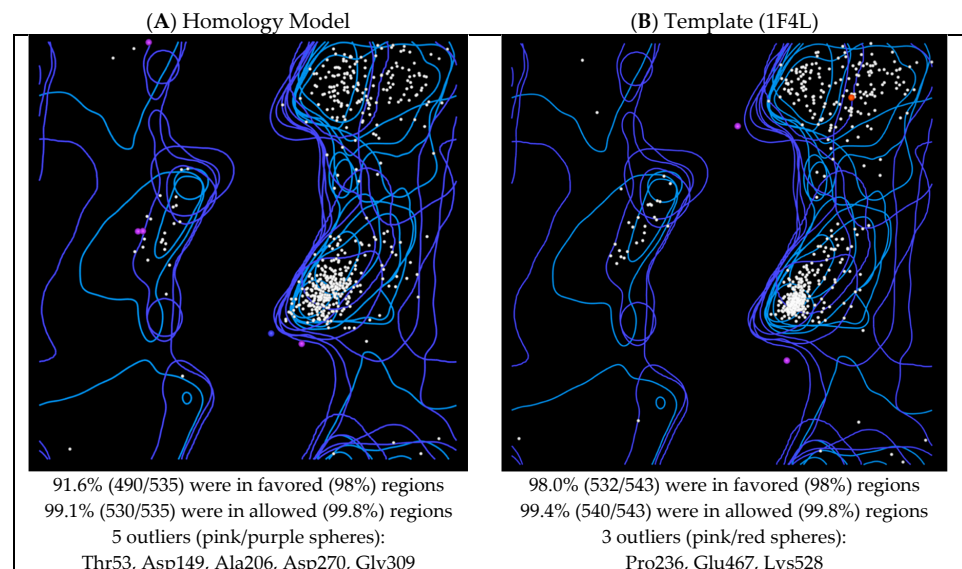 (A) Homology Model
(B) Template (1F4L)
91.6% (490/535) were in favored (98%) regions
99.1% (530/535) were in allowed (99.8%) regions
5 outliers (pink/purple spheres):
Thr53, Asp149, Ala206, Asp270, Gly309
98.0% (532/543) were in favored (98%) regions
99.4% (540/543) were in allowed (99.8%) regions
3 outliers (pink/red spheres):
Pro236, Glu467, Lys528